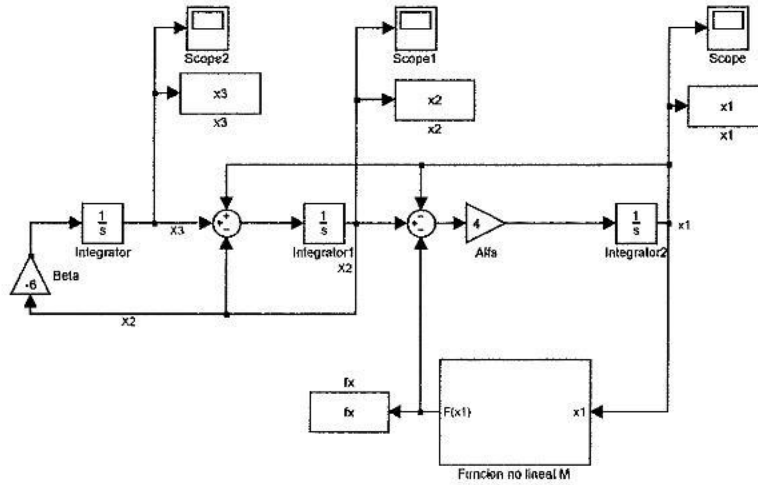 Scope2
Scope1
Scope
x3
x3
x2
x2
x1
x1
1
s
Integrator
X3
+
+
−
1
s
Integrator1
X2
−
+
−
4
Alfa
1
s
Integrator2
x1
-6
Beta
X2
fx
fx
F(x1)
x1
Funcion no lineal M